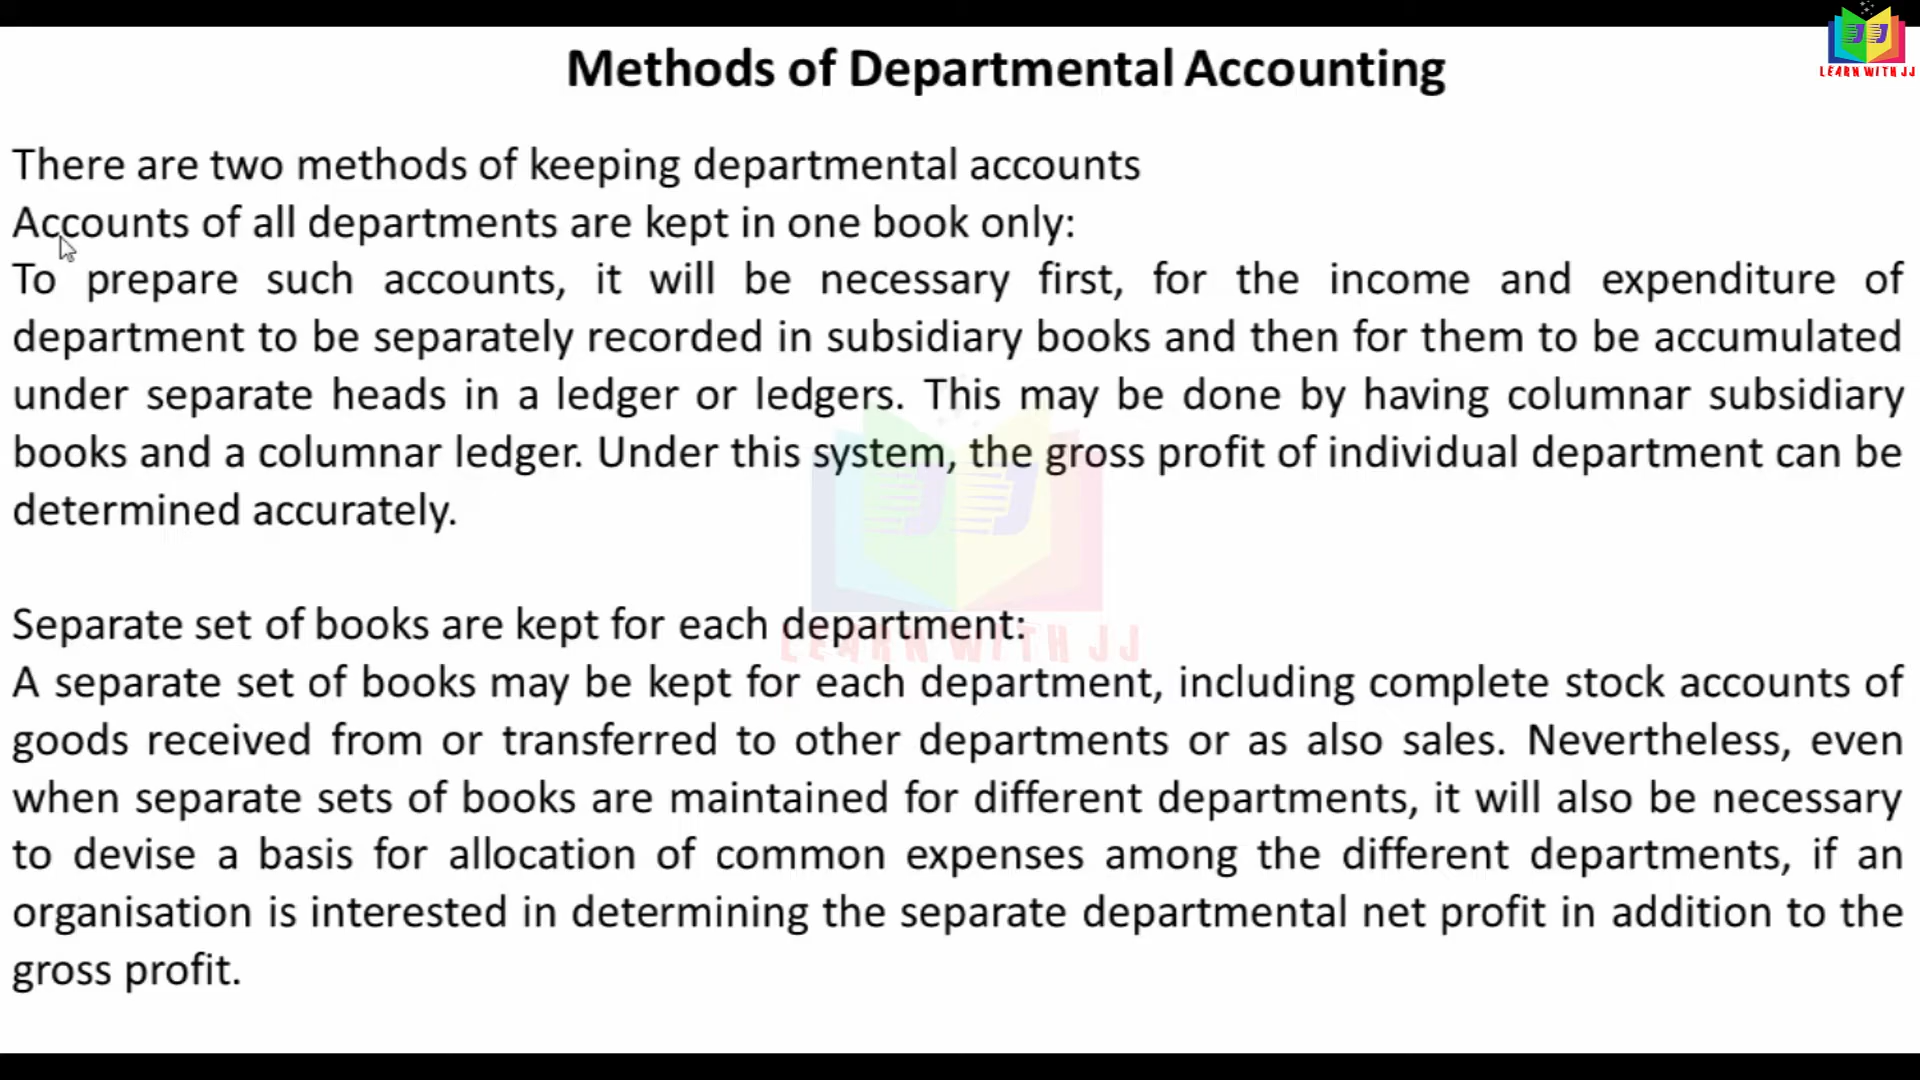 LEARN WITH JJ
Methods of Departmental Accounting
There are two methods of keeping departmental accounts
Accounts of all departments are kept in one book only:
To prepare such accounts, it will be necessary first, for the income and expenditure of
department to be separately recorded in subsidiary books and then for them to be accumulated
under separate heads in a ledger or ledgers. This may be done by having columnar subsidiary
books and a columnar ledger. Under this system, the gross profit of individual department can be
determined accurately.
Separate set of books are kept for each department:
LEARN WITH JJ
A separate set of books may be kept for each department, including complete stock accounts of
goods received from or transferred to other departments or as also sales. Nevertheless, even
when separate sets of books are maintained for different departments, it will also be necessary
to devise a basis for allocation of common expenses among the different departments, if an
organisation is interested in determining the separate departmental net profit in addition to the
gross profit.